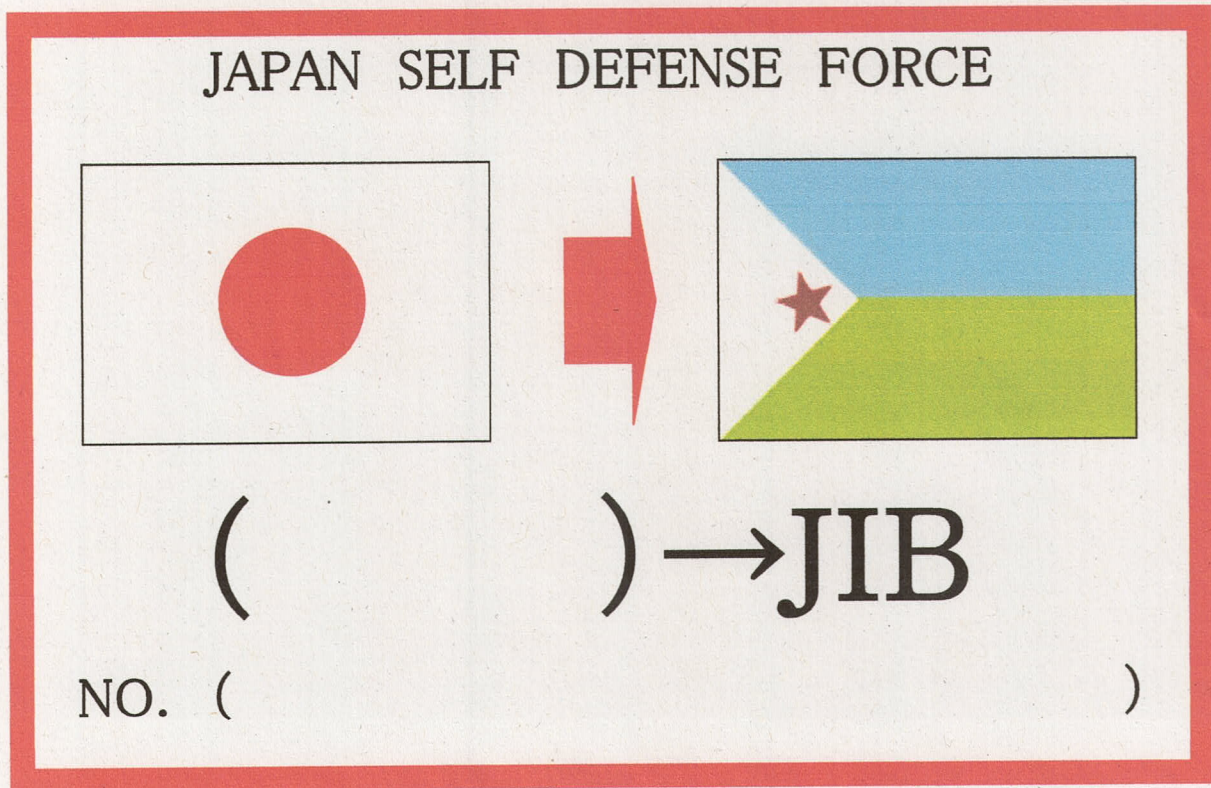 JAPAN SELF DEFENSE FORCE
( )→JIB
NO. ( )